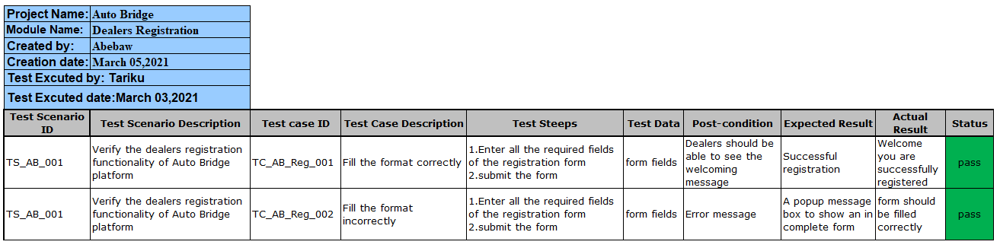 Project Name: Auto Bridge
Module Name: Dealers Registration
Created by: Abebaw
Creation date: March 05,2021
Test Excuted by: Tariku
Test Excuted date:March 03,2021
Test Scenario
ID
Test Scenario Description
Test case ID
Test Case Description
Test Steeps
Test Data
Post-condition
Expected Result
Actual
Result
Status
TS_AB_001
Verify the dealers registration
functionality of Auto Bridge
platform
TC_AB_Reg_001
Fill the format correctly
1.Enter all the required fields
of the registration form
2.submit the form
form fields
Dealers should be
able to see the
welcoming
message
Successful
registration
Welcome
you are
successfully
registered
pass
TS_AB_001
Verify the dealers registration
functionality of Auto Bridge
platform
TC_AB_Reg_002
Fill the format
incorrectly
1.Enter all the required fields
of the registration form
2.submit the form
form fields
Error message
A popup message
box to show an in
complete form
form should
be filled
correctly
pass